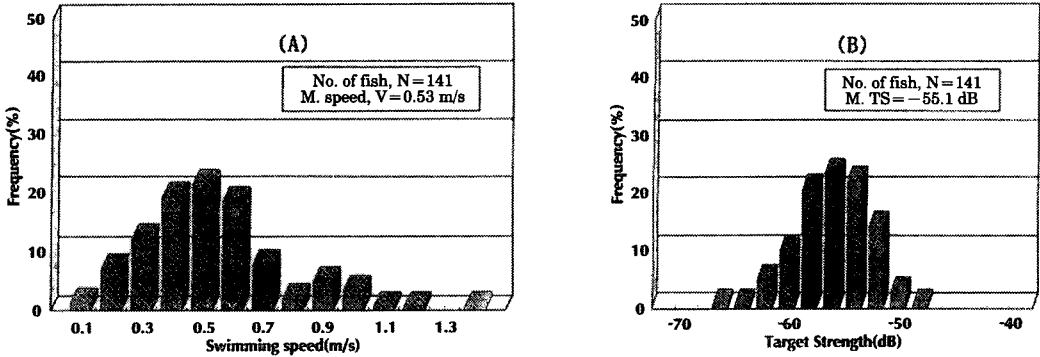 (A)
No. of fish, N=141
M. speed, V=0.53 m/s
Frequency(%)
50
40
30
20
10
0
0.1 0.3 0.5 0.7 0.9 1.1 1.3
Swimming speed(m/s)
(B)
No. of fish, N=141
M. TS=−55.1 dB
Frequency(%)
50
40
30
20
10
0
-70 -60 -50 -40
Target Strength(dB)